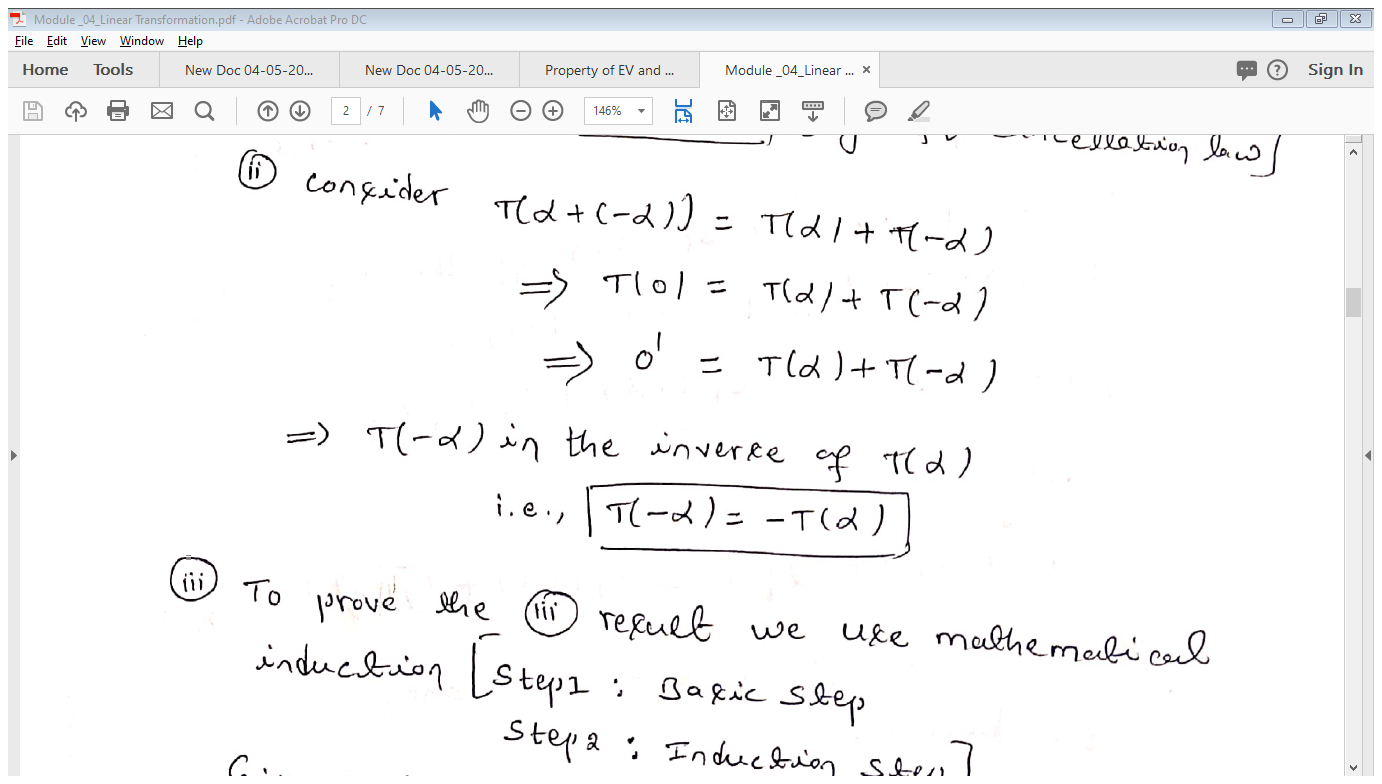 Module _04_Linear Transformation.pdf - Adobe Acrobat Pro DC
File Edit View Window Help
Home Tools New Doc 04-05-20... New Doc 04-05-20... Property of EV and ... Module _04_Linear ... × Sign In
2 / 7 146%
cancellation law]
(ii) consider T(α + (-α)) = T(α) + T(-α)
⇒ T(0) = T(α) + T(-α)
⇒ 0' = T(α) + T(-α)
⇒ T(-α) is the inverse of T(α)
i.e., T(-α) = -T(α)
(iii) To prove the (iii) result we use mathematical
induction [Step1 : Basic Step
Step2 : Induction Step]